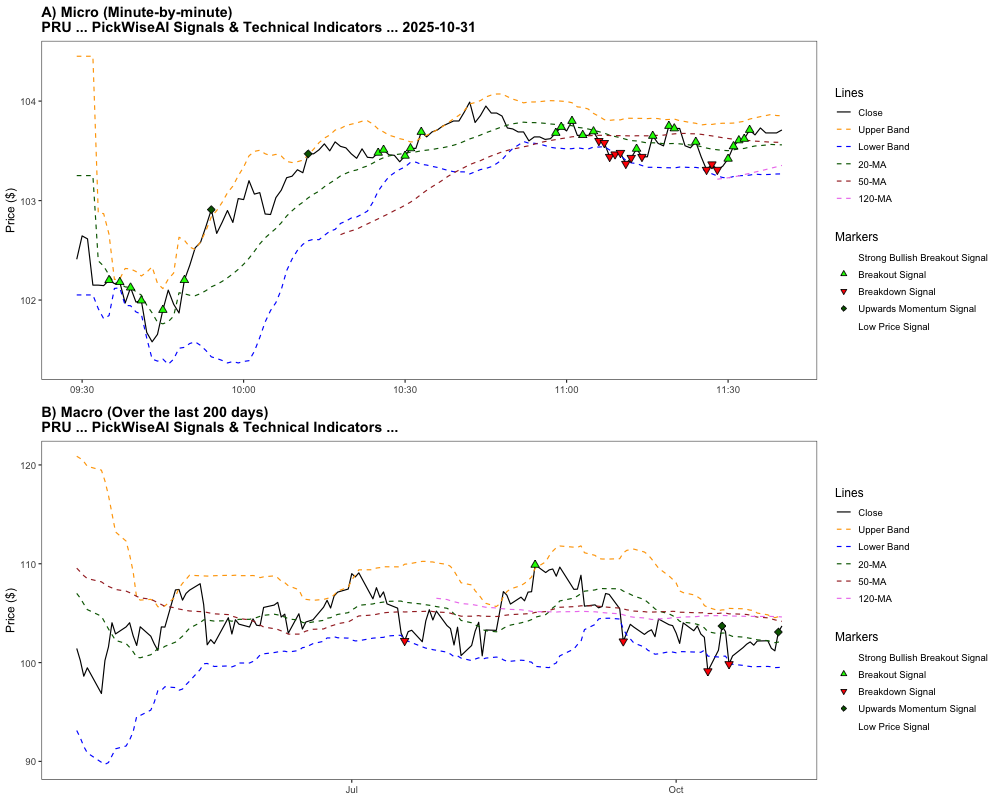 A) Micro (Minute-by-minute)
PRU ... PickWiseAI Signals & Technical Indicators ... 2025-10-31
Price ($)
104
103
102
09:30
10:00
10:30
11:00
11:30
Lines
Close
Upper Band
Lower Band
20-MA
50-MA
120-MA
Markers
Strong Bullish Breakout Signal
Breakout Signal
Breakdown Signal
Upwards Momentum Signal
Low Price Signal
B) Macro (Over the last 200 days)
PRU ... PickWiseAI Signals & Technical Indicators ...
Price ($)
120
110
100
90
Jul
Oct
Lines
Close
Upper Band
Lower Band
20-MA
50-MA
120-MA
Markers
Strong Bullish Breakout Signal
Breakout Signal
Breakdown Signal
Upwards Momentum Signal
Low Price Signal